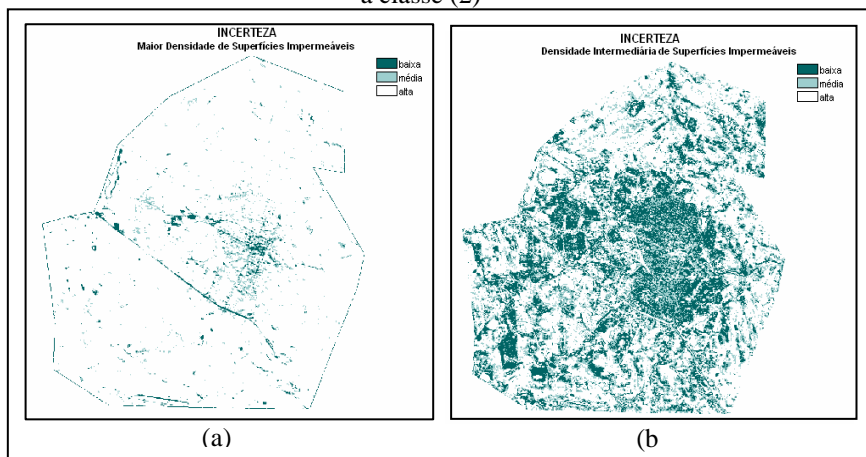 a classe (2)
INCERTEZA
Maior Densidade de Superfícies Impermeáveis
baixa
média
alta
(a)
INCERTEZA
Densidade Intermediária de Superfícies Impermeáveis
baixa
média
alta
(b